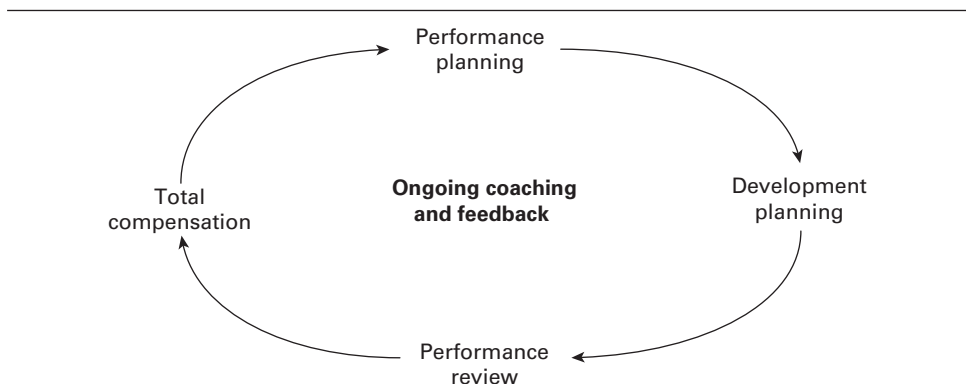 Performance
planning
Total
compensation
Ongoing coaching
and feedback
Development
planning
Performance
review